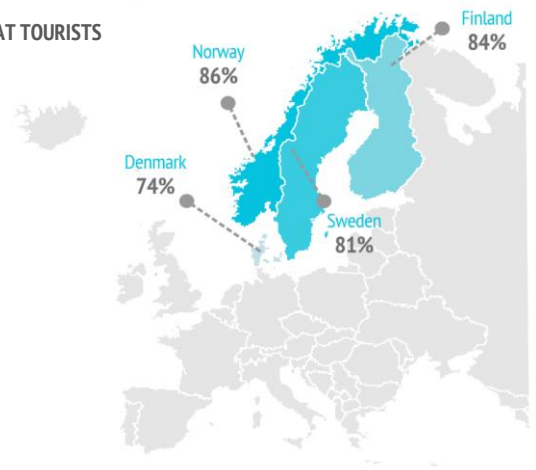 AT TOURISTS
Finland
84%
Norway
86%
Denmark
74%
Sweden
81%